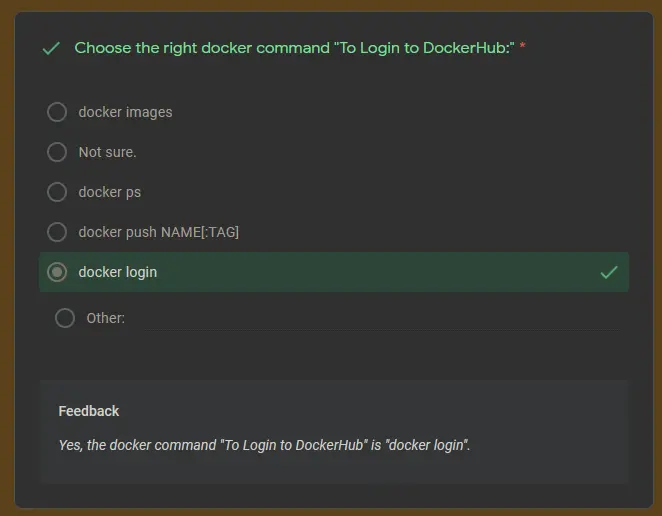 Choose the right docker command "To Login to DockerHub:" *
docker images
Not sure.
docker ps
docker push NAME[:TAG]
docker login
Other:
Feedback
Yes, the docker command "To Login to DockerHub" is "docker login".